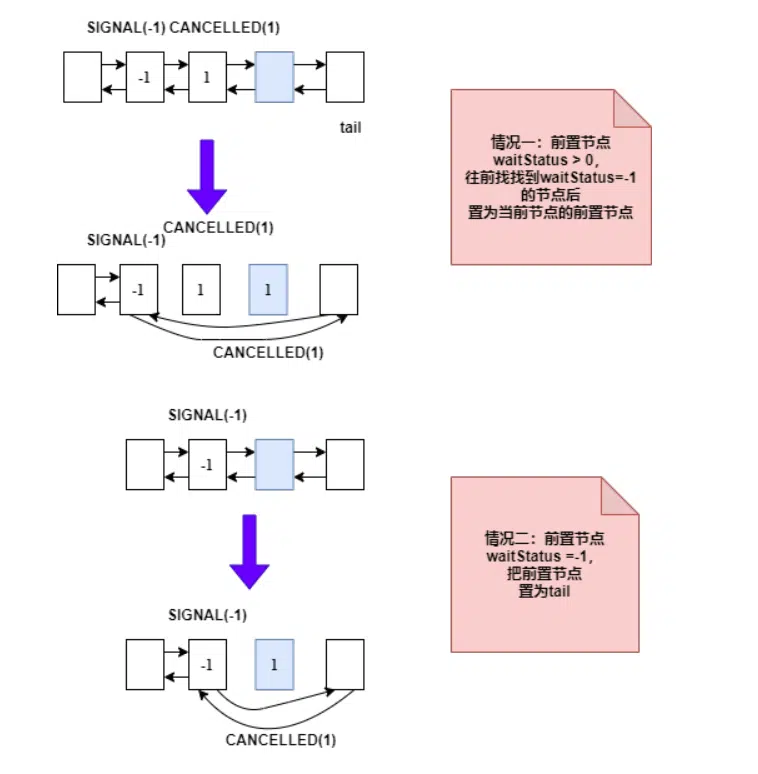 SIGNAL(-1) CANCELLED(1)
-1
1
tail
情况一：前置节点
waitStatus > 0，
往前找找到waitStatus=-1
的节点后
置为当前节点的前置节点
CANCELLED(1)
SIGNAL(-1)
-1
1
1
CANCELLED(1)
SIGNAL(-1)
-1
情况二：前置节点
waitStatus =-1，
把前置节点
置为tail
SIGNAL(-1)
-1
1
CANCELLED(1)